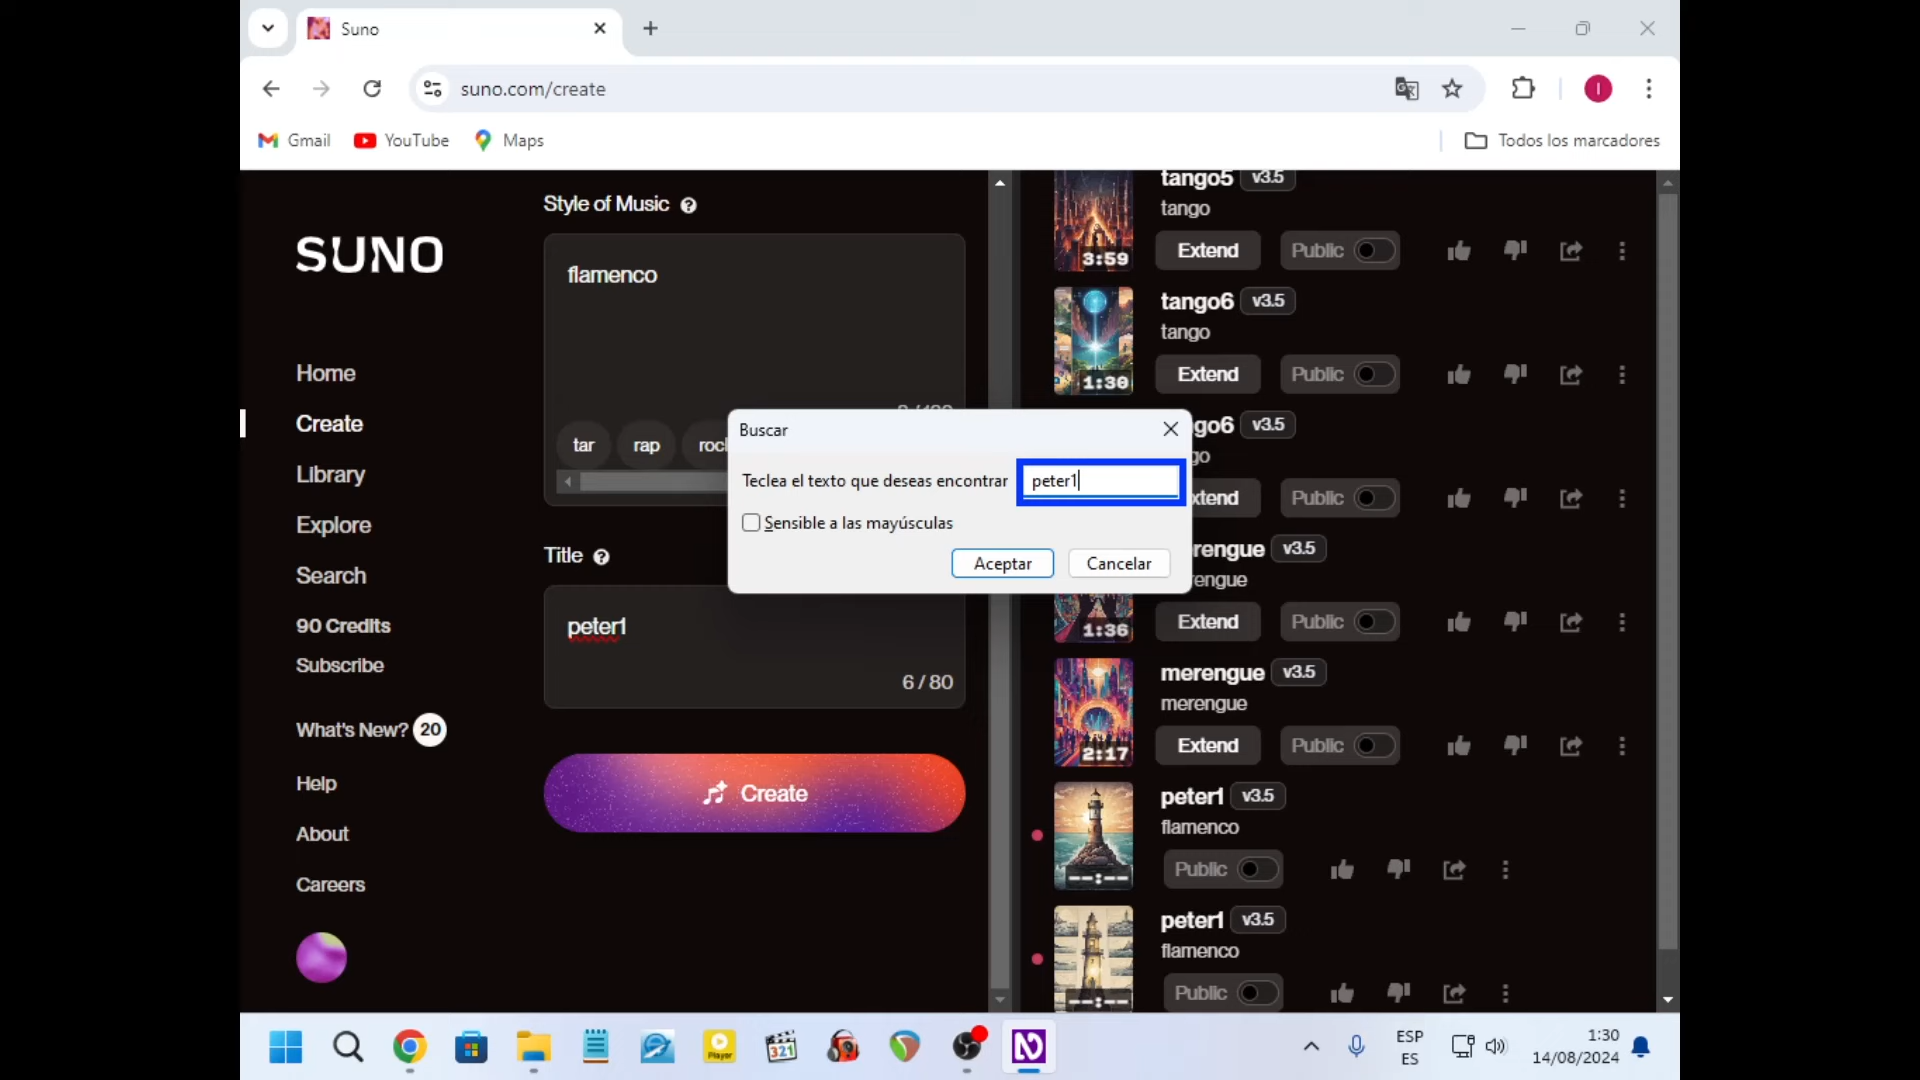 Suno
suno.com/create
Gmail
YouTube
Maps
Todos los marcadores
SUNO
Home
Create
Library
Explore
Search
90 Credits
Subscribe
What's New? 20
Help
About
Careers
Style of Music
flamenco
tar
rap
Title
peter1
6 / 80
Create
Buscar
Teclea el texto que deseas encontrar
peter1
Sensible a las mayúsculas
Aceptar
Cancelar
tango5 v3.5
tango
3:59
Extend
Public
tango6 v3.5
tango
1:30
Extend
Public
v3.5
Public
v3.5
1:36
Extend
Public
merengue v3.5
merengue
2:17
Extend
Public
peter1 v3.5
flamenco
--:--
Public
peter1 v3.5
flamenco
--:--
Public
Player
321
ESP
ES
1:30
14/08/2024